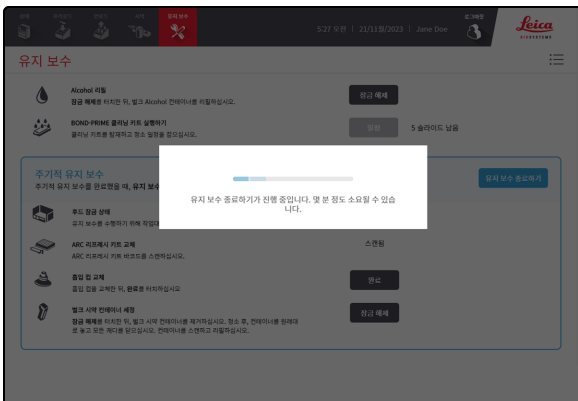 상태
프로토콜
세척
유지 보수
5:27 오전 | 21/11월/2023 | Jane Doe
로그아웃
Leica
BIOSYSTEMS
유지 보수
Alcohol 리필
잠금 해제를 터치한 뒤, 벌크 Alcohol 컨테이너를 리필하십시오.
잠금 해제
BOND-PRIME 클리닝 키트 실행하기
클리닝 키트를 탑재하고 청소 일정을 잡으십시오.
5 슬라이드 남음
주기적 유지 보수
주기적 유지 보수를 완료했을 때, 유지 보수
유지 보수 종료하기
유지 보수 종료하기가 진행 중입니다. 몇 분 정도 소요될 수 있습
니다.
후드 잠금 상태
유지 보수를 수행하기 위해 작업대
ARC 리프레시 키트 교체
ARC 리프레시 키트 바코드를 스캔하십시오.
스캔됨
흡입 컵 교체
흡입 컵을 교체한 뒤, 완료를 터치하십시오
완료
벌크 시약 컨테이너 세정
잠금 해제를 터치한 뒤, 벌크 시약 컨테이너를 제거하십시오. 청소 후, 컨테이너를 원래대
로 놓고 모든 캐디를 닫으십시오. 컨테이너를 스캔하고 리필하십시오.
잠금 해제